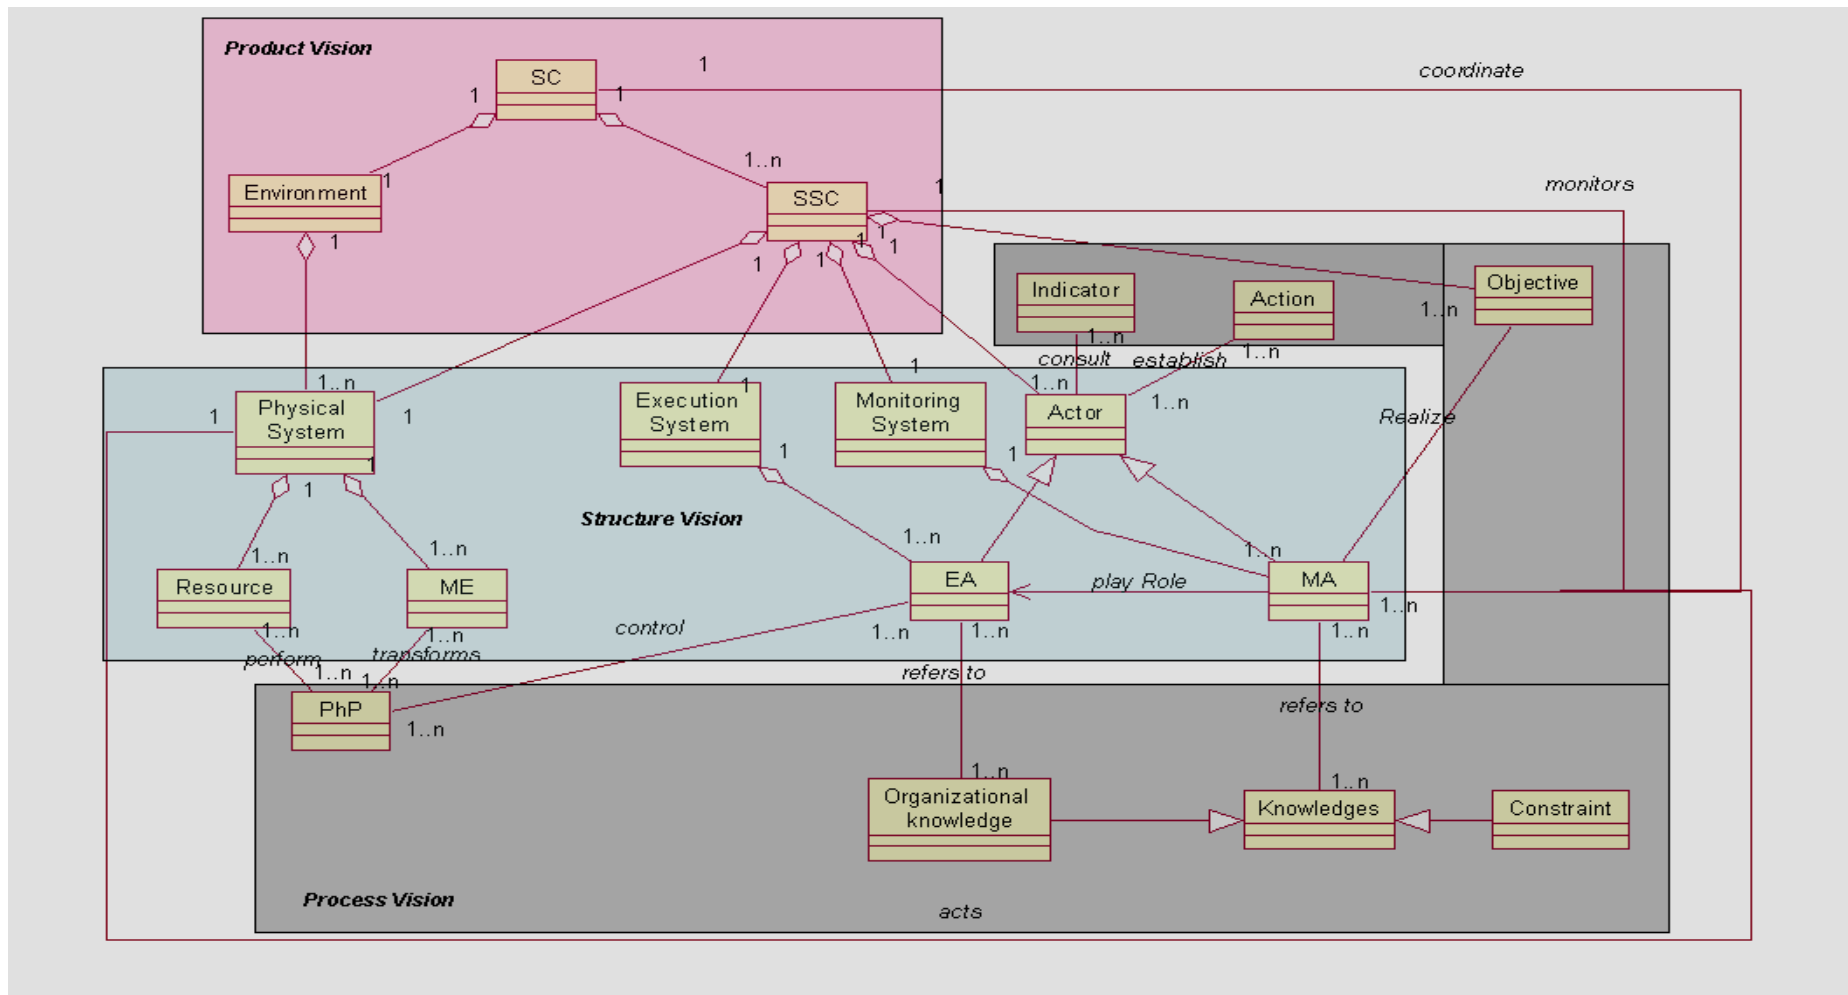 Product Vision
SC
1
coordinate
1
1
1..n
Environment
1
SSC
1
monitors
1
1
1
1
1
1
Indicator
Action
Objective
1..n
1..n
1..n
consult
establish
1..n
1
1
1..n
1..n
Physical
System
1
1
Execution
System
Monitoring
System
Actor
Realize
1
1
1
1
Structure Vision
1..n
1..n
1..n
1..n
Resource
ME
EA
play Role
MA
1..n
1..n
1..n
control
1..n
1..n
1..n
perform
transforms
1..n
1..n
refers to
PhP
1..n
refers to
1..n
1..n
Organizational
knowledge
Knowledges
Constraint
Process Vision
acts